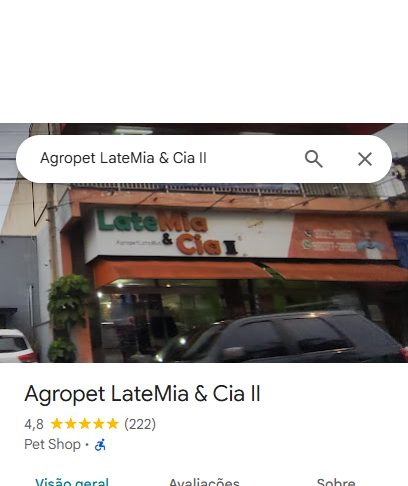 Agropet LateMia & Cia II
LateMia
& Cia II
Agropet LateMia & Cia II
4,8 (222)
Pet Shop ·
Visão geral Avaliações Sobre